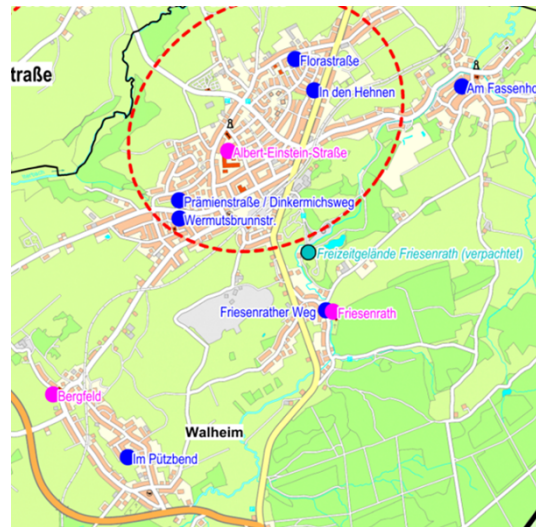 Florastraße
traße
In den Hehnen
Am Fassenho
Albert-Einstein-Straße
Prämienstraße / Dinkermichsweg
Wermutsbrunnstr.
Freizeitgelände Friesenrath (verpachtet)
Friesenrather Weg
Friesenrath
Bergfeld
Walheim
Im Pützbend